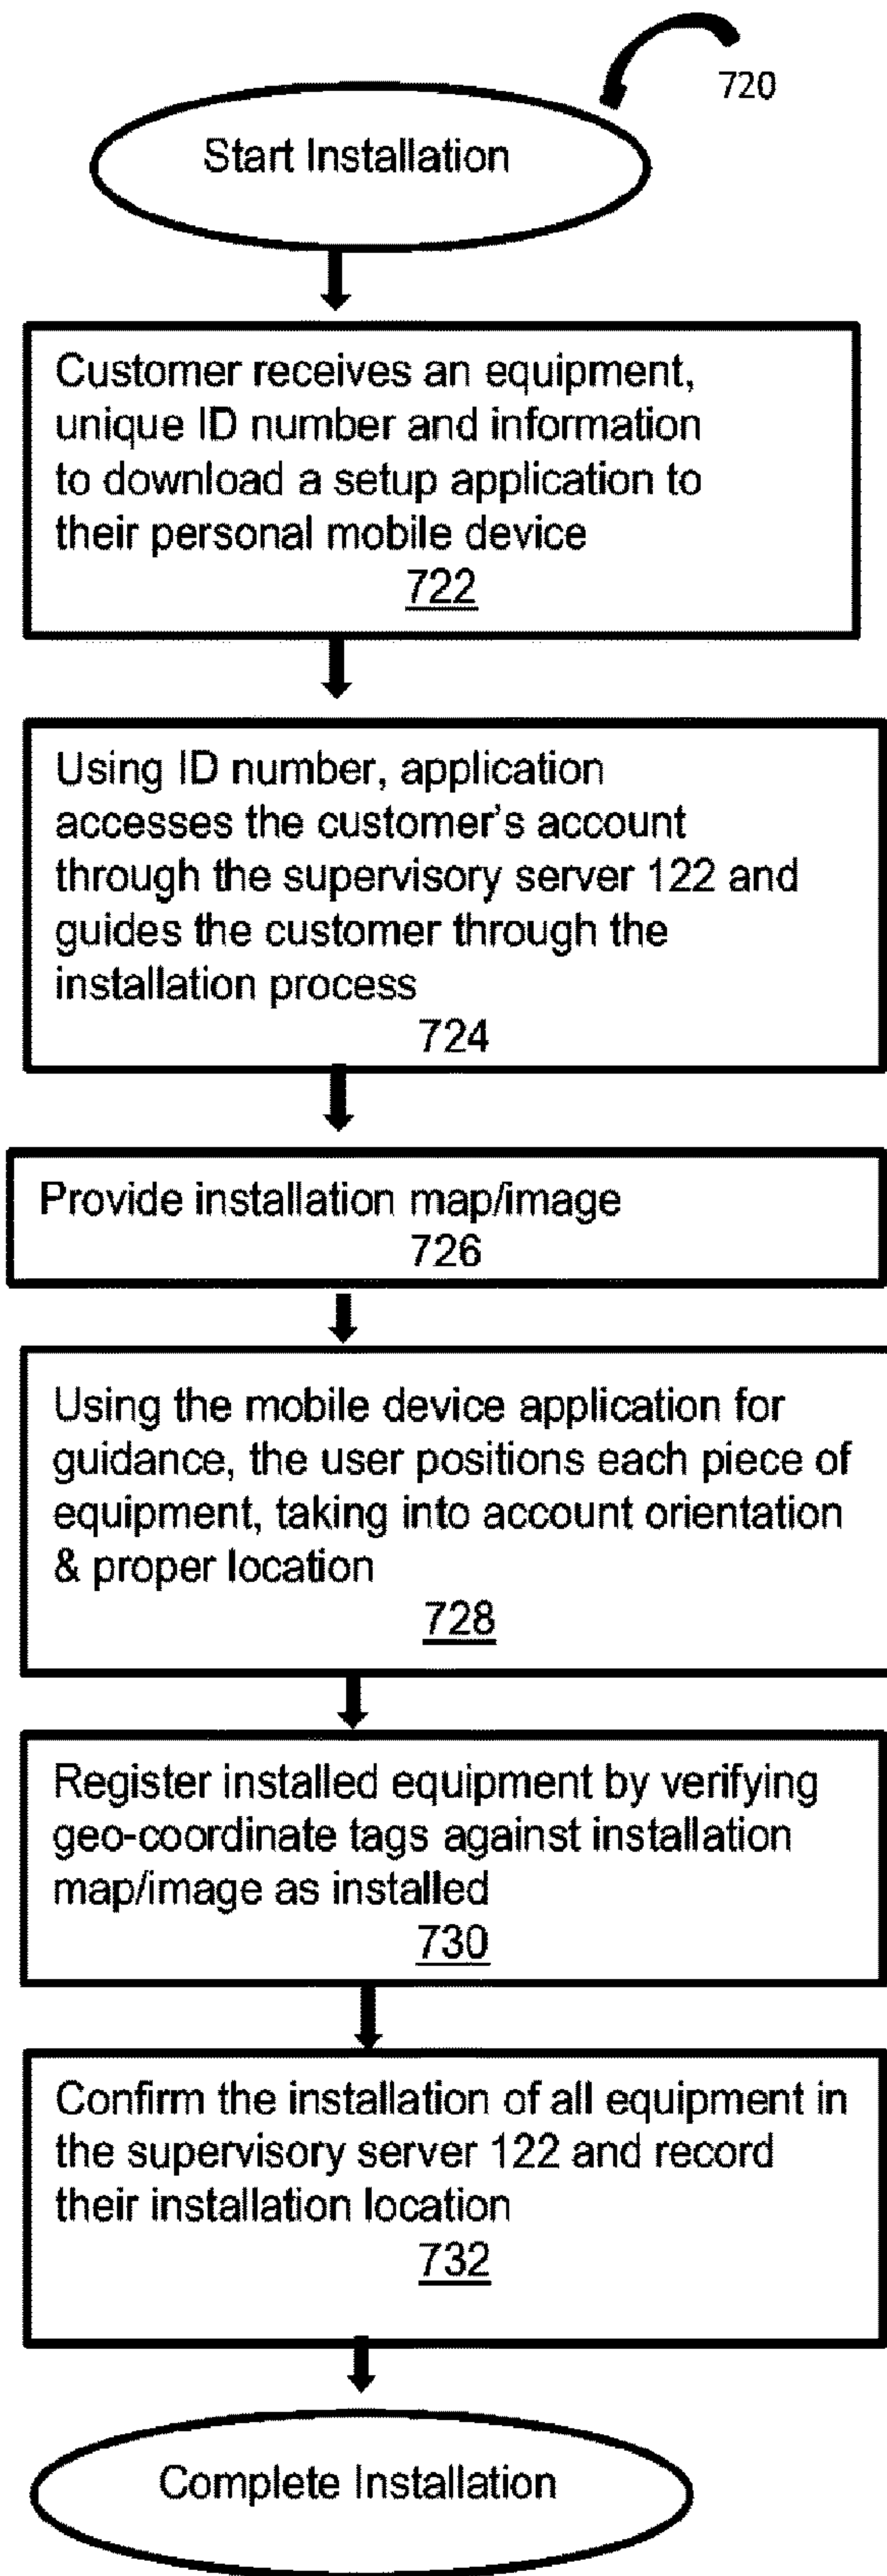 720
Start Installation
Customer receives an equipment,
unique ID number and information
to download a setup application to
their personal mobile device
722
Using ID number, application
accesses the customer's account
through the supervisory server 122 and
guides the customer through the
installation process
724
Provide installation map/image
726
Using the mobile device application for
guidance, the user positions each piece of
equipment, taking into account orientation
& proper location
728
Register installed equipment by verifying
geo-coordinate tags against installation
map/image as installed
730
Confirm the installation of all equipment in
the supervisory server 122 and record
their installation location
732
Complete Installation